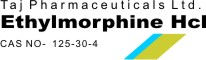 Taj Pharmaceuticals Ltd.
Ethylmorphine Hcl
CAS NO- 125-30-4